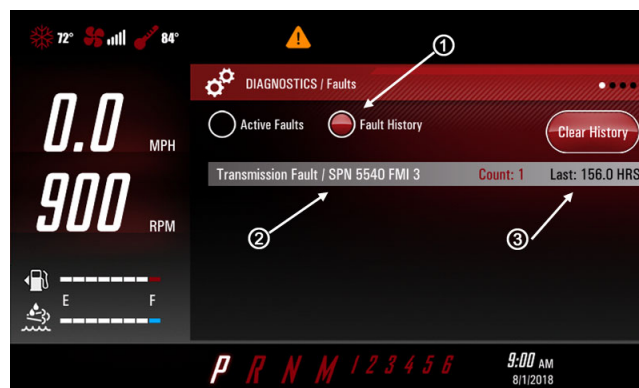 72° 84°
①
DIAGNOSTICS / Faults
Active Faults Fault History Clear History
0.0 MPH
Transmission Fault / SPN 5540 FMI 3 Count: 1 Last: 156.0 HRS
900 RPM
② ③
E F
P R N M 1 2 3 4 5 6 9:00 AM
8/1/2018